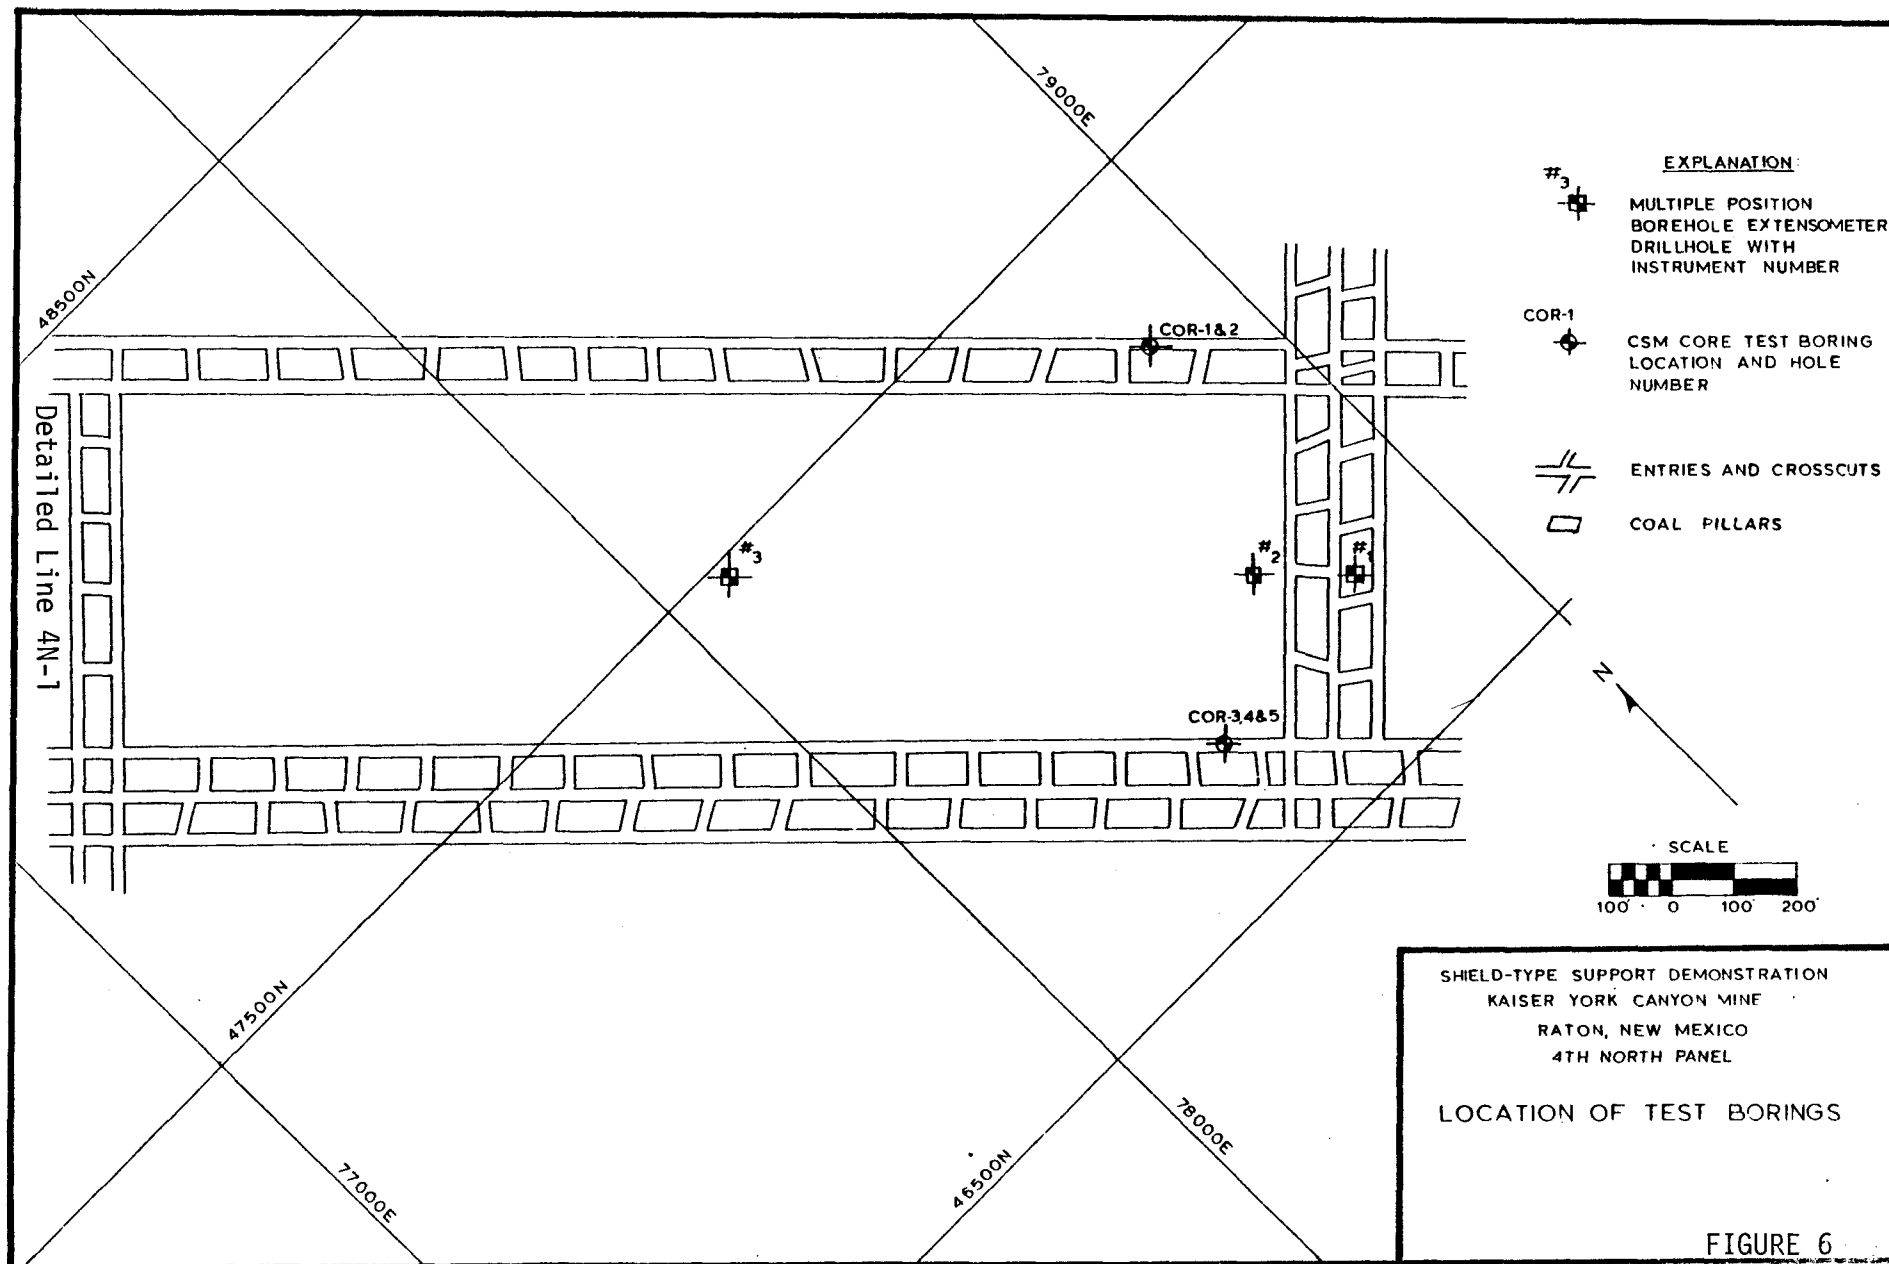 79000E
48500N
COR-1&2
Detailed Line 4N-1
#3
#2
#1
COR-3,4&5
47500N
77000E
46500N
78000E
EXPLANATION:
#3
MULTIPLE POSITION
BOREHOLE EXTENSOMETER
DRILLHOLE WITH
INSTRUMENT NUMBER
COR-1
CSM CORE TEST BORING
LOCATION AND HOLE
NUMBER
ENTRIES AND CROSSCUTS
COAL PILLARS
N
SCALE
100' 0 100' 200'
SHIELD-TYPE SUPPORT DEMONSTRATION
KAISER YORK CANYON MINE
RATON, NEW MEXICO
4TH NORTH PANEL
LOCATION OF TEST BORINGS
FIGURE 6